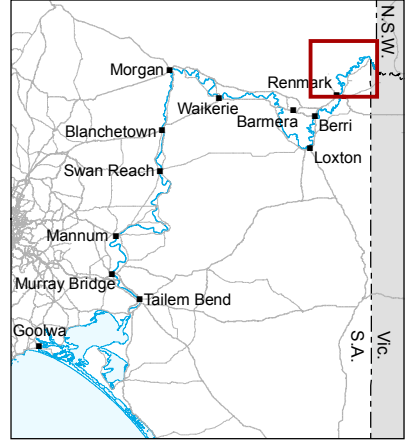 N.S.W.
Morgan
Renmark
Waikerie
Barmera
Berri
Blanchetown
Loxton
Swan Reach
Mannum
Murray Bridge
Tailem Bend
Goolwa
S.A.
Vic.